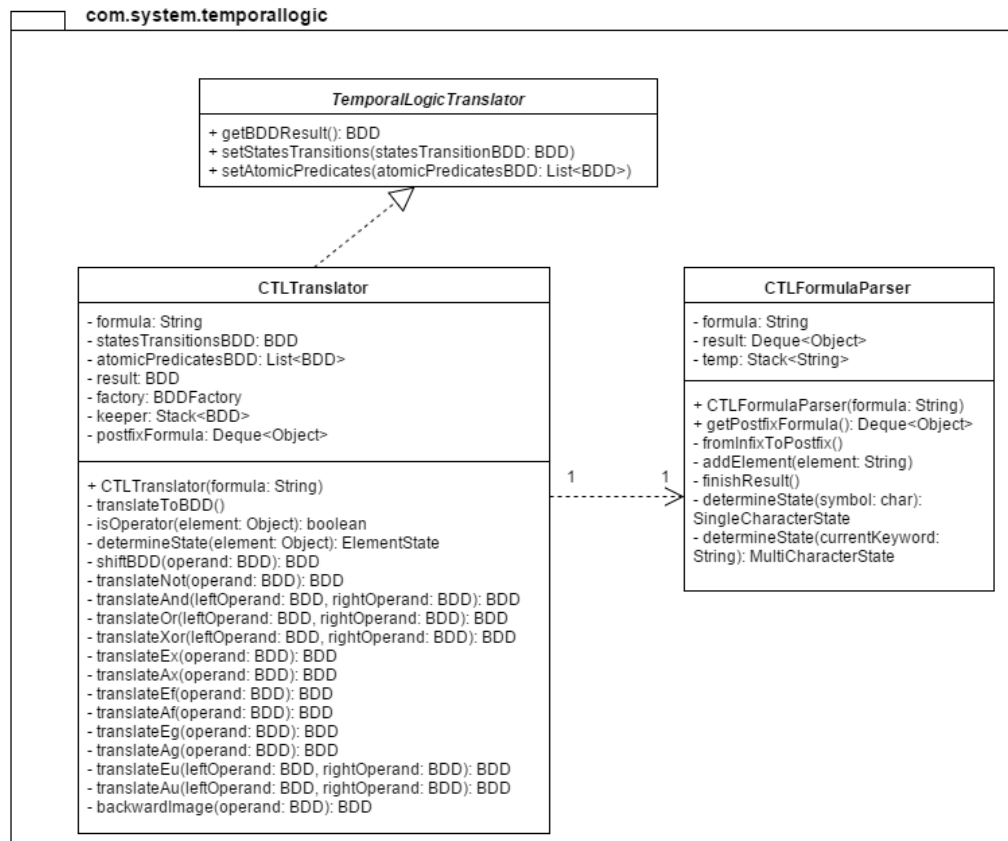 com.system.temporallogic
TemporalLogicTranslator
+ getBDDResult(): BDD
+ setStatesTransitions(statesTransitionBDD: BDD)
+ setAtomicPredicates(atomicPredicatesBDD: List<BDD>)
CTLTranslator
- formula: String
- statesTransitionsBDD: BDD
- atomicPredicatesBDD: List<BDD>
- result: BDD
- factory: BDDFactory
- keeper: Stack<BDD>
- postfixFormula: Deque<Object>
+ CTLTranslator(formula: String)
- translateToBDD()
- isOperator(element: Object): boolean
- determineState(element: Object): ElementState
- shiftBDD(operand: BDD): BDD
- translateNot(operand: BDD): BDD
- translateAnd(leftOperand: BDD, rightOperand: BDD): BDD
- translateOr(leftOperand: BDD, rightOperand: BDD): BDD
- translateXor(leftOperand: BDD, rightOperand: BDD): BDD
- translateEx(operand: BDD): BDD
- translateAx(operand: BDD): BDD
- translateEf(operand: BDD): BDD
- translateAf(operand: BDD): BDD
- translateEg(operand: BDD): BDD
- translateAg(operand: BDD): BDD
- translateEu(leftOperand: BDD, rightOperand: BDD): BDD
- translateAu(leftOperand: BDD, rightOperand: BDD): BDD
- backwardImage(operand: BDD): BDD
1
1
CTLFormulaParser
- formula: String
- result: Deque<Object>
- temp: Stack<String>
+ CTLFormulaParser(formula: String)
+ getPostfixFormula(): Deque<Object>
- fromInfixToPostfix()
- addElement(element: String)
- finishResult()
- determineState(symbol: char):
SingleCharacterState
- determineState(currentKeyword:
String): MultiCharacterState